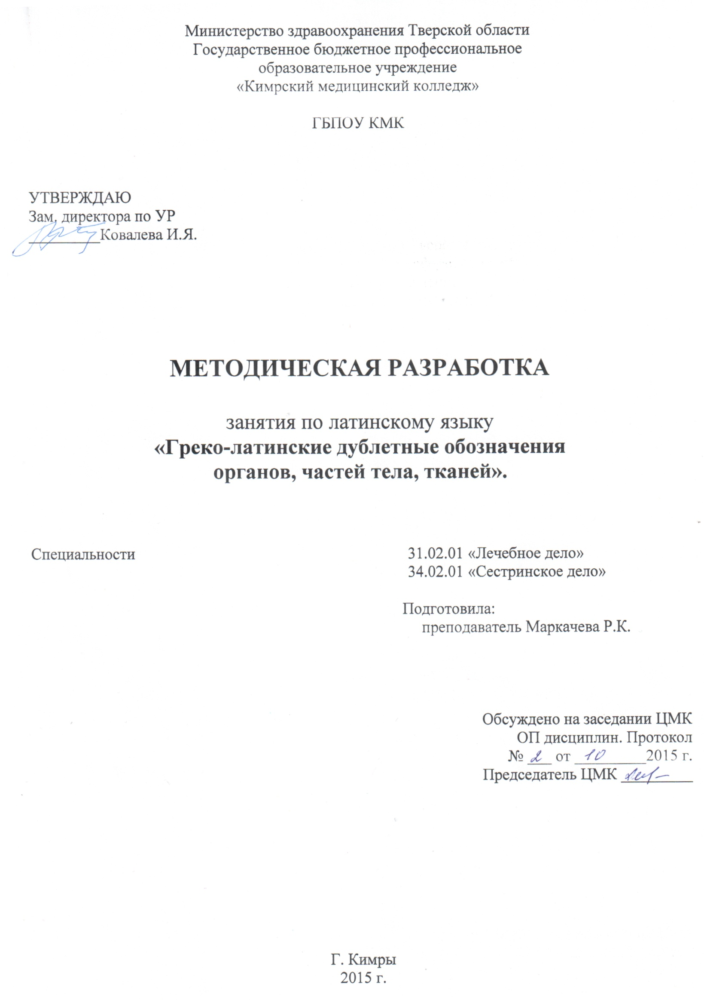 Министерство здравоохранения Тверской области
Государственное бюджетное профессиональное
образовательное учреждение
«Кимрский медицинский колледж»
ГБПОУ КМК
УТВЕРЖДАЮ
Зам. директора по УР
__________Ковалева И.Я.
МЕТОДИЧЕСКАЯ РАЗРАБОТКА
занятия по латинскому языку
«Греко-латинские дублетные обозначения
органов, частей тела, тканей».
Специальности
31.02.01 «Лечебное дело»
34.02.01 «Сестринское дело»
Подготовила:
преподаватель Маркачева Р.К.
Обсуждено на заседании ЦМК
ОП дисциплин. Протокол
№ 2 от 10 2015 г.
Председатель ЦМК
Г. Кимры
2015 г.